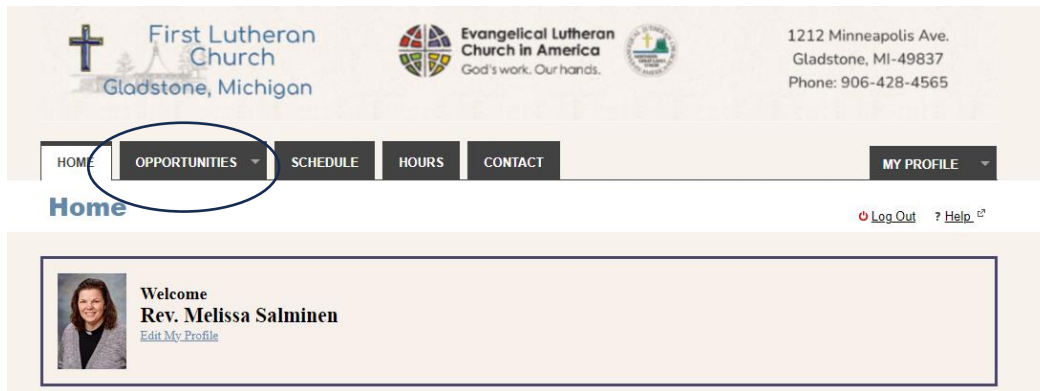 First Lutheran
Church
Gladstone, Michigan
Evangelical Lutheran
Church in America
God's work. Our hands.
1212 Minneapolis Ave.
Gladstone, MI-49837
Phone: 906-428-4565
HOME OPPORTUNITIES SCHEDULE HOURS CONTACT MY PROFILE
Home
Log Out ? Help
Welcome
Rev. Melissa Salminen
Edit My Profile